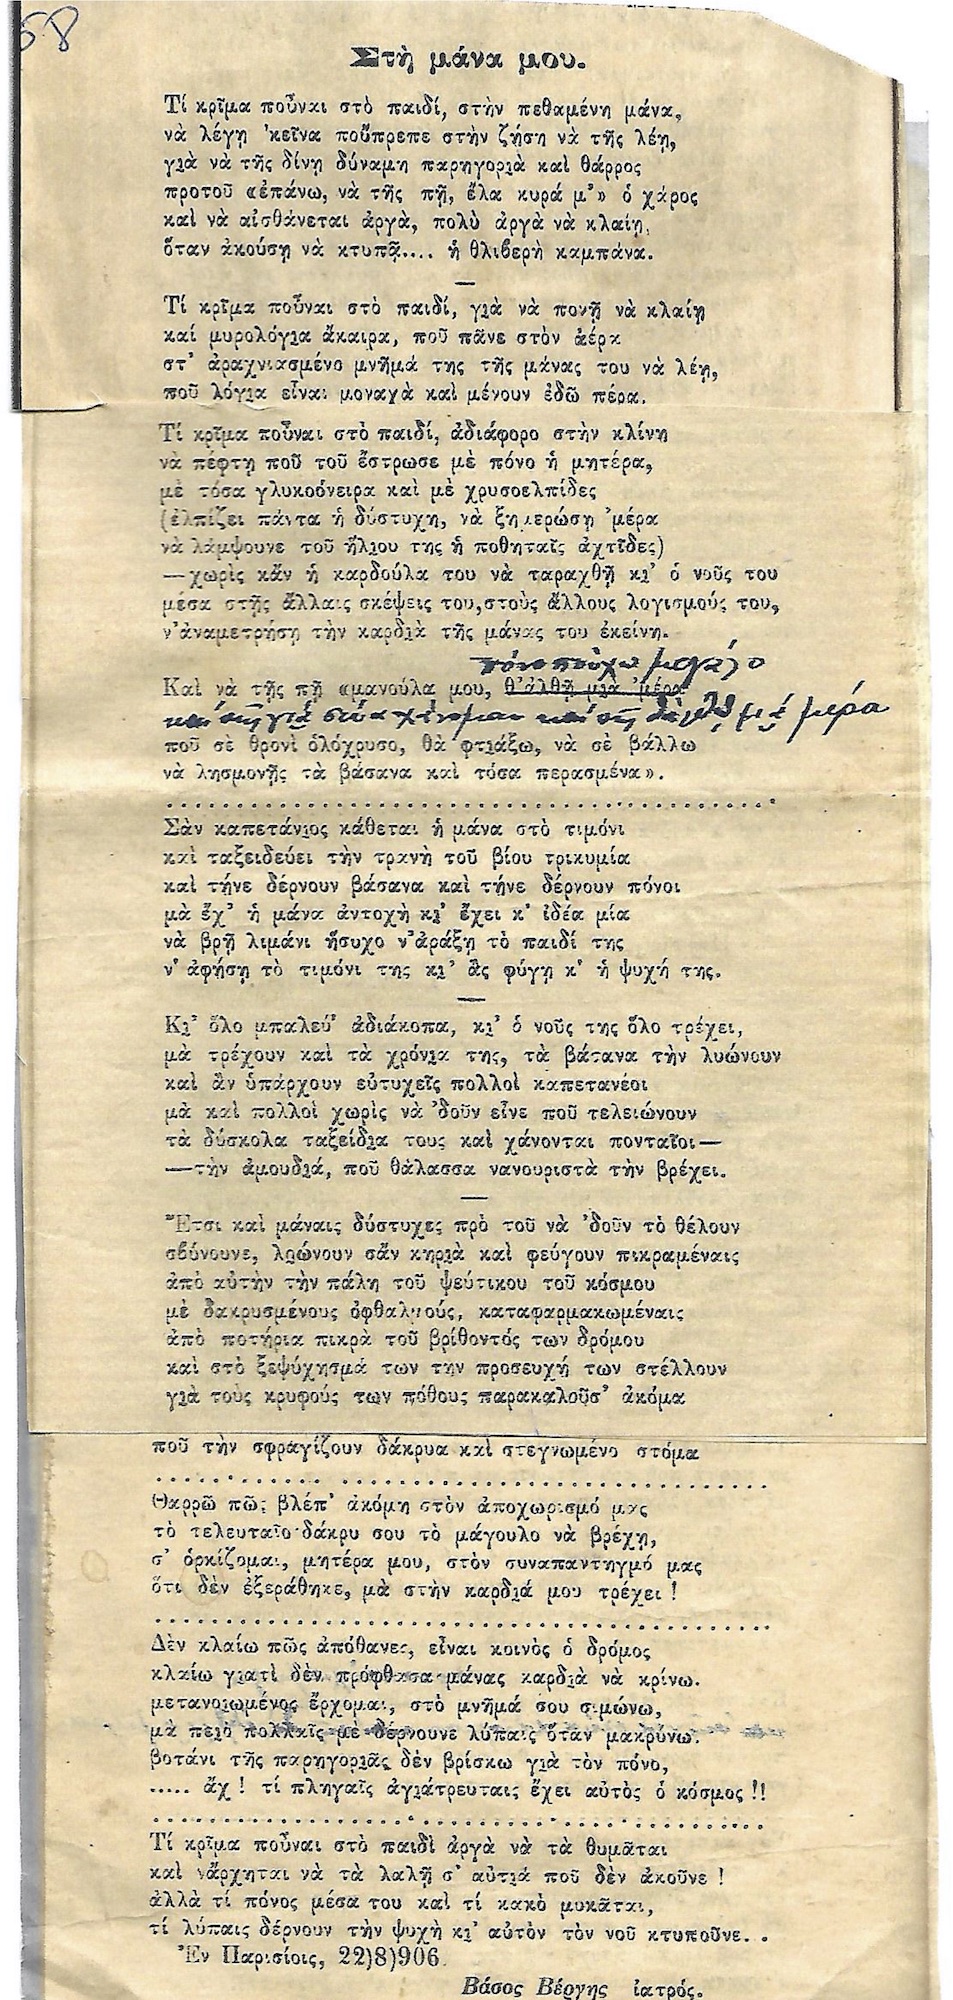 58
Στὴ μάνα μου.
Τί κρῖμα ποὖναι στὸ παιδί, στὴν πεθαμένη μάνα,
νὰ λέγῃ ’κεῖνα ποὔπρεπε στὴν ζήση νὰ τῆς λέῃ,
γιὰ νὰ τῆς δίνῃ δύναμη παρηγοριὰ καὶ θάρρος
προτοῦ «ἐπάνω, νὰ τῆς πῇ, ἔλα κυρά μ’» ὁ χάρος
καὶ νὰ αἰσθάνεται ἀργὰ, πολὺ ἀργὰ νὰ κλαίῃ,
ὅταν ἀκούσῃ νὰ κτυπᾷ.... ἡ θλιβερὴ καμπάνα.
Τί κρῖμα ποὖναι στὸ παιδί, γιὰ νὰ πονῇ νὰ κλαίῃ
καί μυρολόγια ἄκαιρα, ποῦ πᾶνε στὸν ἀέρα
στ’ ἀραχνιασμένο μνῆμά της τῆς μάνας του νὰ λέῃ,
ποῦ λόγια εἶναι μοναχὰ καὶ μένουν ἐδῶ πέρα.
Τί κρῖμα ποὖναι στὸ παιδί, ἀδιάφορο στὴν κλίνη
νὰ πέφτῃ ποῦ τοῦ ἔστρωσε μὲ πόνο ἡ μητέρα,
μὲ τόσα γλυκοόνειρα καὶ μὲ χρυσοελπίδες
(ἐλπίζει πάντα ἡ δύστυχη, νὰ ξημερώσῃ ’μέρα
νὰ λάμψουνε τοῦ ἥλιου της ἡ ποθηταῖς ἀχτῖδες)
—χωρὶς κἂν ἡ καρδούλα του νὰ ταραχθῇ κι’ ὁ νοῦς του
μέσα στῇς ἄλλαις σκέψεις του,στοὺς ἄλλους λογισμούς του,
ν’ἀναμετρήσῃ τὴν καρδιὰ τῆς μάνας του ἐκείνη.
πόνο ποὔχω μεγάλο
Καὶ νὰ τῆς πῇ «μανούλα μου, θ’ἀλθῇ μιὰ ’μέρα
μιά μέρα
ποῦ σὲ θρονὶ ὁλόχρυσο, θὰ φτιάξω, νὰ σὲ βάλλω
νὰ λησμονῇς τὰ βάσανα καὶ τόσα περασμένα».
..........................................
Σὰν καπετάνιος κάθεται ἡ μάνα στὸ τιμόνι
καὶ ταξειδεύει τὴν τρανὴ τοῦ βίου τρικυμία
καὶ τήνε δέρνουν βάσανα καὶ τήνε δέρνουν πόνοι
μὰ ἔχ’ ἡ μάνα ἀντοχὴ κι’ ἔχει κ’ ἰδέα μία
νὰ βρῇ λιμάνι ἥσυχο ν’ἀράξῃ τὸ παιδί της
ν’ ἀφήσῃ τὸ τιμόνι της κι’ ἂς φύγῃ κ’ ἡ ψυχή της.
Κι’ ὅλο μπαλεύ’ ἀδιάκοπα, κι’ ὁ νοῦς της ὅλο τρέχει,
μὰ τρέχουν καὶ τὰ χρόνια της, τὰ βάσανα τὴν λυώνουν
καὶ ἂν ὑπάρχουν εὐτυχεῖς πολλοὶ καπετανέοι
μὰ καὶ πολλοὶ χωρὶς νὰ ’δοῦν εἶνε ποῦ τελειώνουν
τὰ δύσκολα ταξείδια τους καὶ χάνονται πονταῖοι—
—τὴν ἀμουδιά, ποῦ θάλασσα νανουριστὰ τὴν βρέχει.
Ἔτσι καὶ μάναις δύστυχες πρὸ τοῦ νὰ ’δοῦν τὸ θέλουν
σβύνουνε, λυώνουν σἂν κηριὰ καὶ φεύγουν πικραμέναις
ἀπὸ αὐτὴν τὴν πάλη τοῦ ψεύτικου τοῦ κόσμου
μὲ δακρυσμένους ὀφθαλμούς, καταφαρμακωμέναις
ἀπὸ ποτήρια πικρὰ τοῦ βρίθοντός των δρόμου
καὶ στὸ ξεψύχησμά των την προσευχή των στέλλουν
γιὰ τοὺς κρυφούς των πόθους παρακαλοῦσ’ ἀκόμα
ποῦ τὴν σφραγίζουν δάκρυα καὶ στεγνωμένο στόμα
..........................................
Θαρρῶ πῶς βλέπ’ ἀκόμη στὸν ἀποχωρισμό μας
τὸ τελευταῖο δάκρυ σου τὸ μάγουλο νὰ βρέχῃ,
σ’ ὁρκίζομαι, μητέρα μου, στὸν συναπαντηγμό μας
ὅτι δὲν ἐξεράθηκε, μὰ στὴν καρδιά μου τρέχει !
..........................................
Δὲν κλαίω πῶς ἀπόθανες, εἶναι κοινὸς ὁ δρόμος
κλαίω γιατὶ δὲν πρόφθασα μάνας καρδιὰ νὰ κρίνω.
μετανοιωμένος ἔρχομαι, στὸ μνῆμά σου σιμώνω,
μὰ πειὸ πολλαῖς μὲ δέρνουνε λύπαις ὅταν μακρύνω.
βοτάνι τῆς παρηγοριᾶς δὲν βρίσκω γιὰ τὸν πόνο,
..... ἄχ ! τί πληγαῖς ἀγιάτρευταις ἔχει αὐτὸς ὁ κόσμος !!
..........................................
Τί κρῖμα ποὖναι στὸ παιδὶ ἀργὰ νὰ τὰ θυμᾶται
καὶ νἄρχηται νὰ τὰ λαλῇ σ’ αὐτιά ποῦ δὲν ἀκοῦνε !
ἀλλὰ τί πόνος μέσα του καὶ τί κακὸ μυκᾶται,
τί λύπαις δέρνουν τὴν ψυχὴ κι’ αὐτὸν τὸν νοῦ κτυποῦνε. .
Ἐν Παρισίοις, 22)8)906
Βάσος Βέργης ἰατρός.